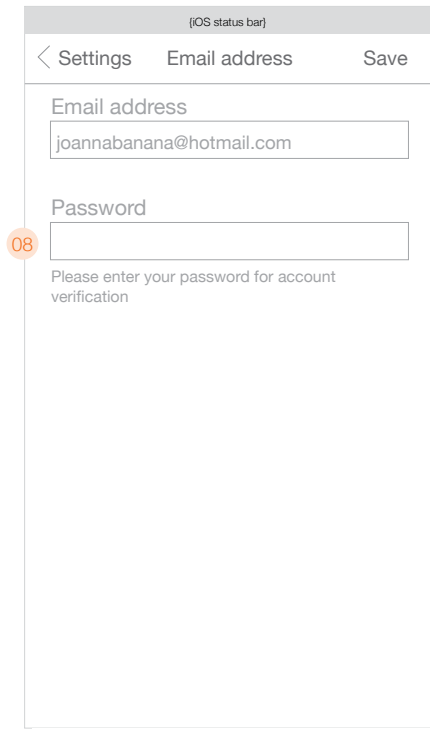 {iOS status bar}
Settings Email address Save
Email address
joannabanana@hotmail.com
Password
08
Please enter your password for account
verification